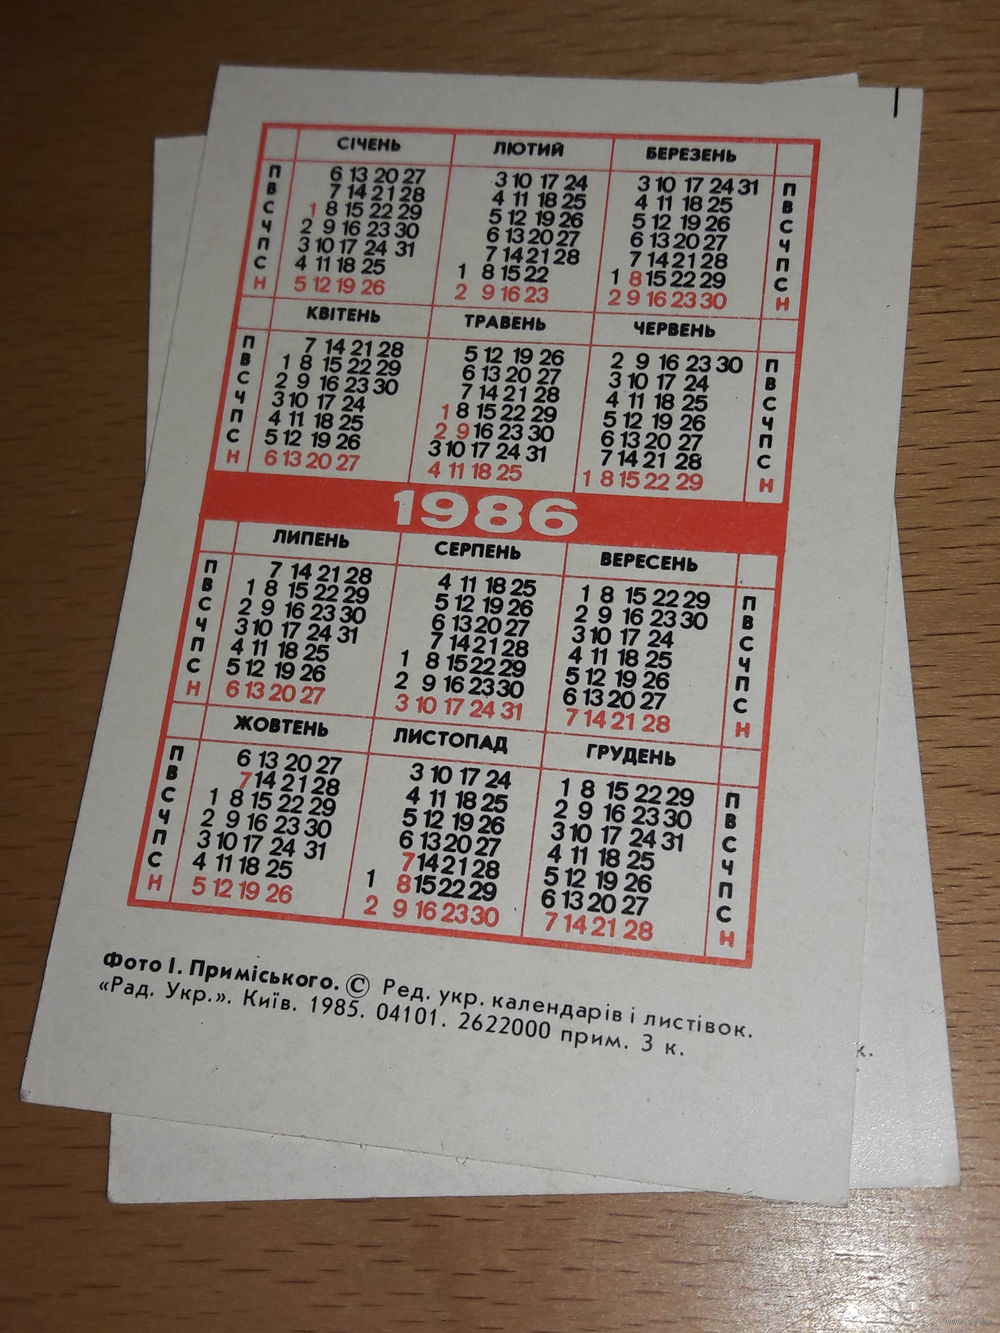 СІЧЕНЬ ЛЮТИЙ БЕРЕЗЕНЬ
П 6 13 20 27 3 10 17 24 3 10 17 24 31 П
В 7 14 21 28 4 11 18 25 4 11 18 25 В
С 1 8 15 22 29 5 12 19 26 5 12 19 26 С
Ч 2 9 16 23 30 6 13 20 27 6 13 20 27 Ч
П 3 10 17 24 31 7 14 21 28 7 14 21 28 П
С 4 11 18 25 1 8 15 22 1 8 15 22 29 С
Н 5 12 19 26 2 9 16 23 2 9 16 23 30 Н
КВІТЕНЬ ТРАВЕНЬ ЧЕРВЕНЬ
П 7 14 21 28 5 12 19 26 2 9 16 23 30 П
В 1 8 15 22 29 6 13 20 27 3 10 17 24 В
С 2 9 16 23 30 7 14 21 28 4 11 18 25 С
Ч 3 10 17 24 1 8 15 22 29 5 12 19 26 Ч
П 4 11 18 25 2 9 16 23 30 6 13 20 27 П
С 5 12 19 26 3 10 17 24 31 7 14 21 28 С
Н 6 13 20 27 4 11 18 25 1 8 15 22 29 Н
1986
ЛИПЕНЬ СЕРПЕНЬ ВЕРЕСЕНЬ
П 7 14 21 28 4 11 18 25 1 8 15 22 29 П
В 1 8 15 22 29 5 12 19 26 2 9 16 23 30 В
С 2 9 16 23 30 6 13 20 27 3 10 17 24 С
Ч 3 10 17 24 31 7 14 21 28 4 11 18 25 Ч
П 4 11 18 25 1 8 15 22 29 5 12 19 26 П
С 5 12 19 26 2 9 16 23 30 6 13 20 27 С
Н 6 13 20 27 3 10 17 24 31 7 14 21 28 Н
ЖОВТЕНЬ ЛИСТОПАД ГРУДЕНЬ
П 6 13 20 27 3 10 17 24 1 8 15 22 29 П
В 7 14 21 28 4 11 18 25 2 9 16 23 30 В
С 1 8 15 22 29 5 12 19 26 3 10 17 24 31 С
Ч 2 9 16 23 30 6 13 20 27 4 11 18 25 Ч
П 3 10 17 24 31 7 14 21 28 5 12 19 26 П
С 4 11 18 25 1 8 15 22 29 6 13 20 27 С
Н 5 12 19 26 2 9 16 23 30 7 14 21 28 Н
Фото І. Приміського. © Ред. укр. календарів і листівок.
«Рад. Укр.». Київ. 1985. 04101. 2622000 прим. 3 к.
к.